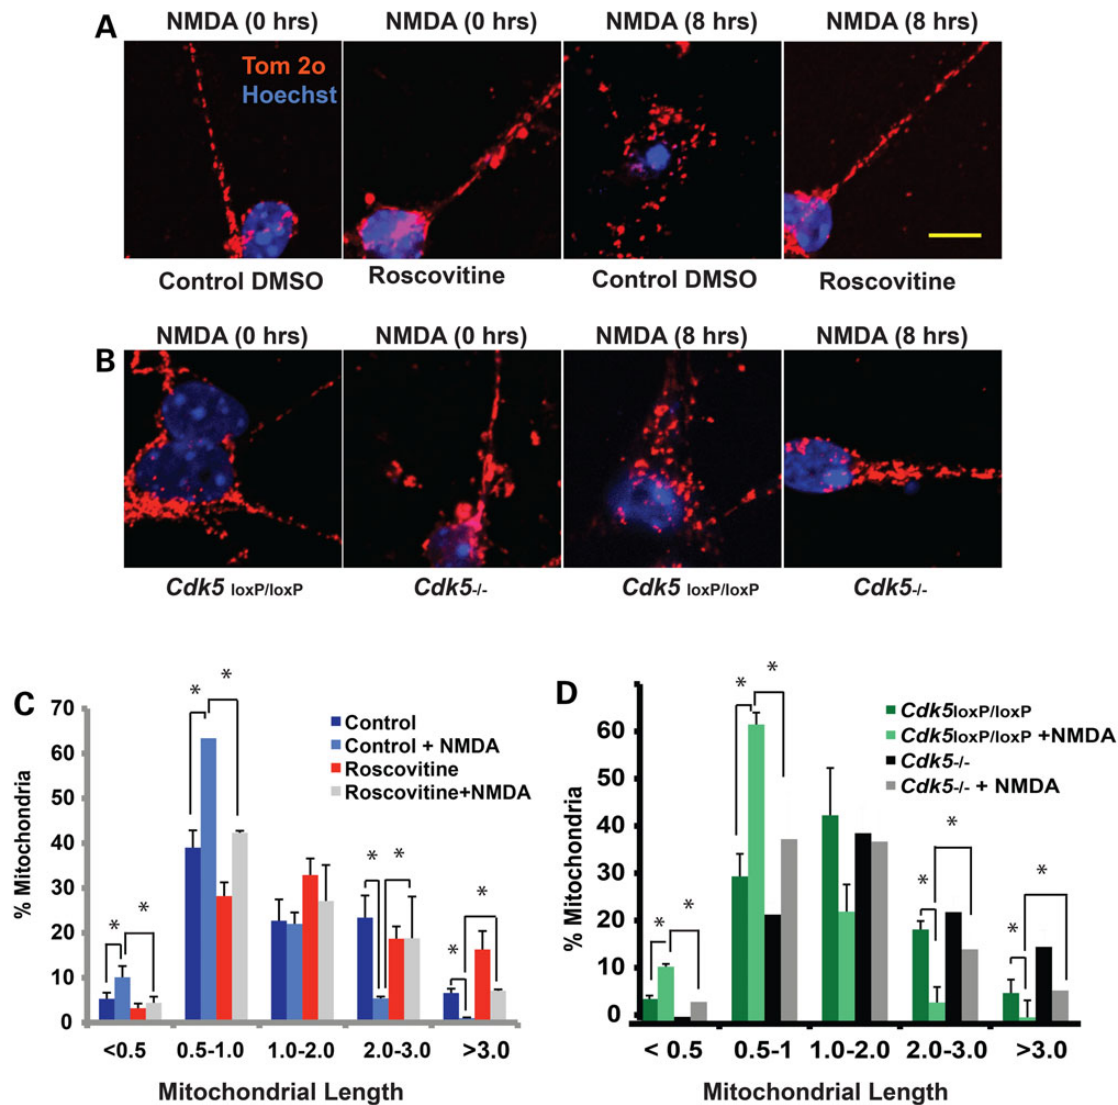 A
NMDA (0 hrs) NMDA (0 hrs) NMDA (8 hrs) NMDA (8 hrs)
Tom 2o
Hoechst
Control DMSO Roscovitine Control DMSO Roscovitine
B
NMDA (0 hrs) NMDA (0 hrs) NMDA (8 hrs) NMDA (8 hrs)
Cdk5 loxP/loxP Cdk5-/- Cdk5 loxP/loxP Cdk5-/-
C
% Mitochondria
70
60
50
40
30
20
10
0
* * * * * * * *
Control
Control + NMDA
Roscovitine
Roscovitine+NMDA
<0.5 0.5-1.0 1.0-2.0 2.0-3.0 >3.0
Mitochondrial Length
D
% Mitochondria
60
50
40
30
20
10
0
* * * * * * * *
Cdk5loxP/loxP
Cdk5loxP/loxP +NMDA
Cdk5-/-
Cdk5-/- + NMDA
< 0.5 0.5-1 1.0-2.0 2.0-3.0 >3.0
Mitochondrial Length